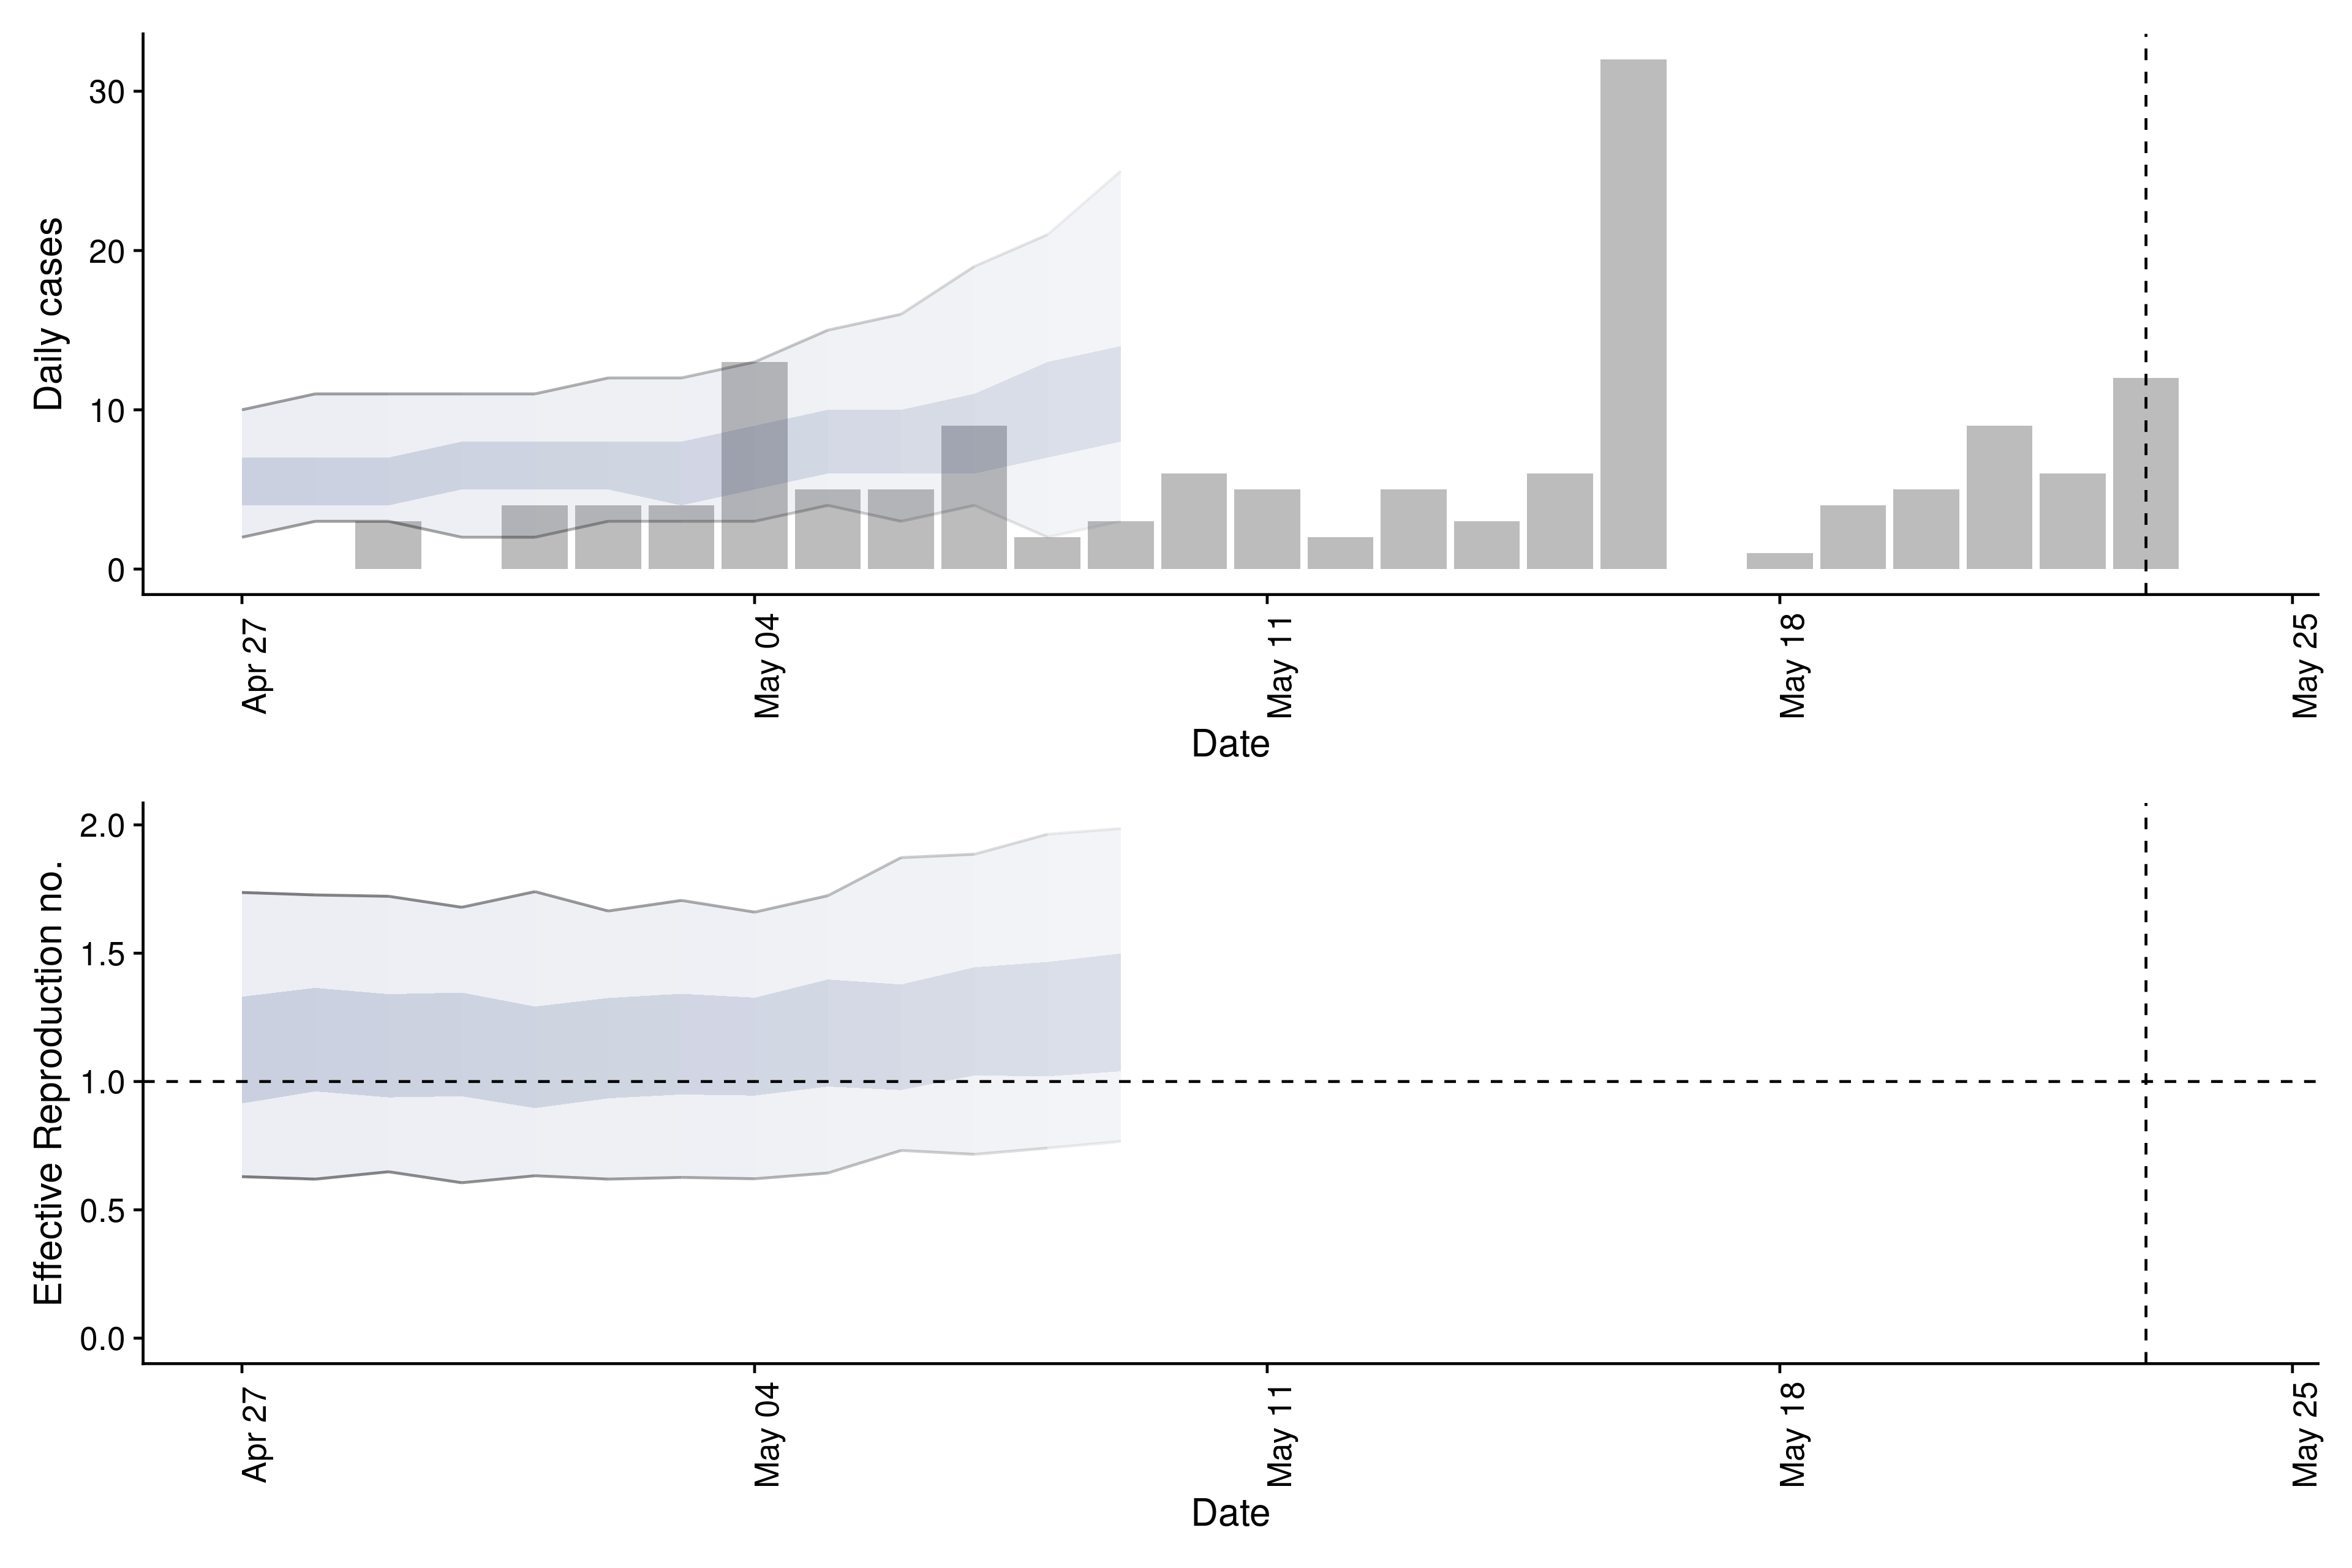 Daily cases
30
20
10
0
Apr 27
May 04
May 11
May 18
May 25
Date
Effective Reproduction no.
2.0
1.5
1.0
0.5
0.0
Apr 27
May 04
May 11
May 18
May 25
Date